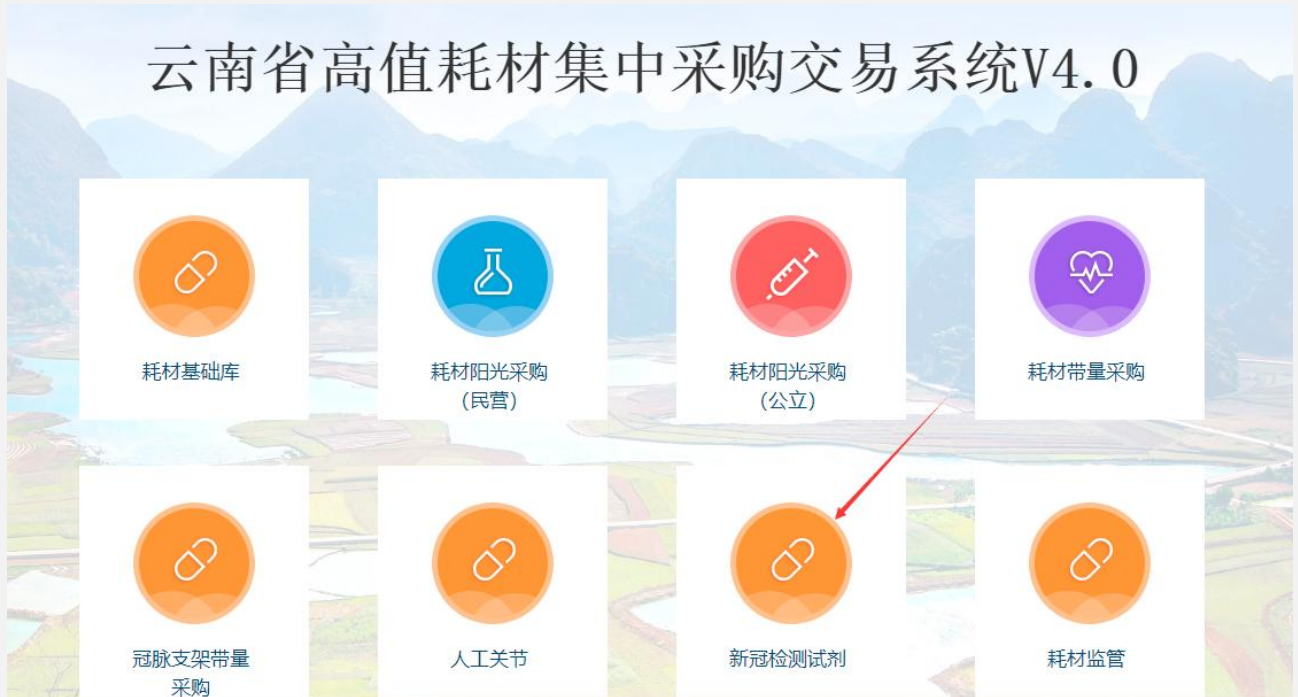 云南省高值耗材集中采购交易系统V4.0
耗材基础库
耗材阳光采购
(民营)
耗材阳光采购
(公立)
耗材带量采购
冠脉支架带量
采购
人工关节
新冠检测试剂
耗材监管